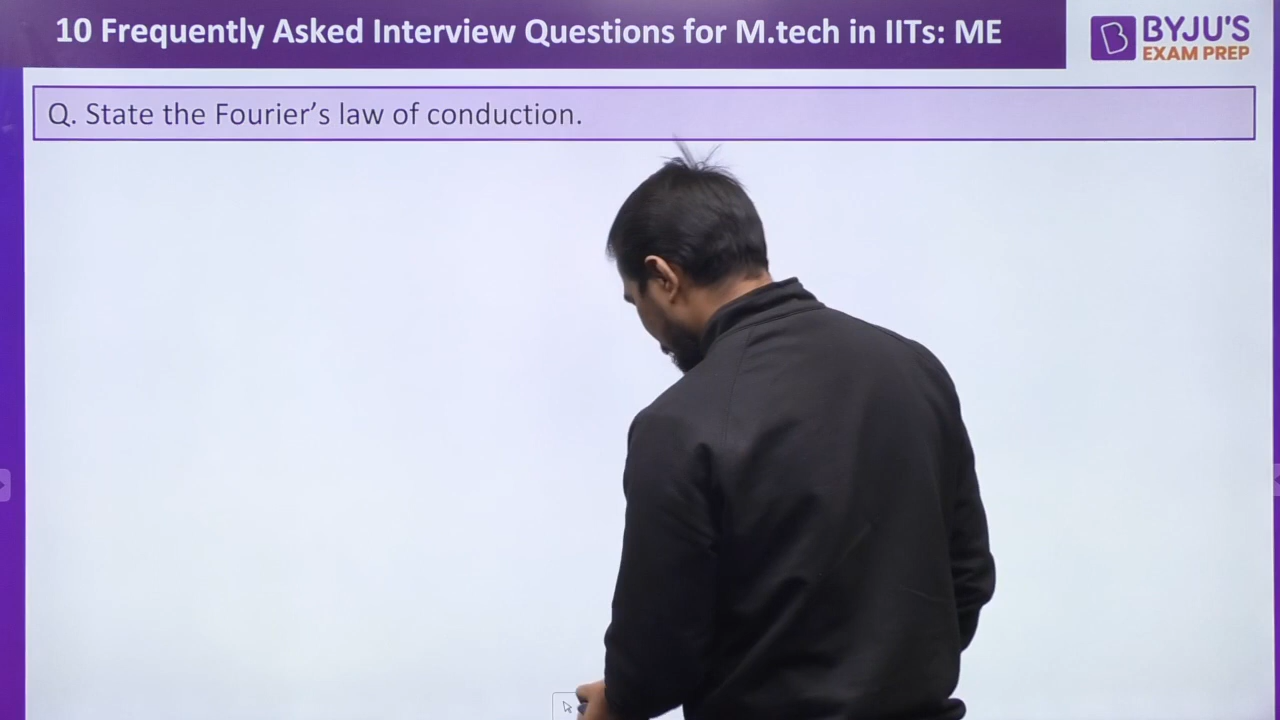 10 Frequently Asked Interview Questions for M.tech in IITs: ME
BYJU'S
EXAM PREP
Q. State the Fourier’s law of conduction.